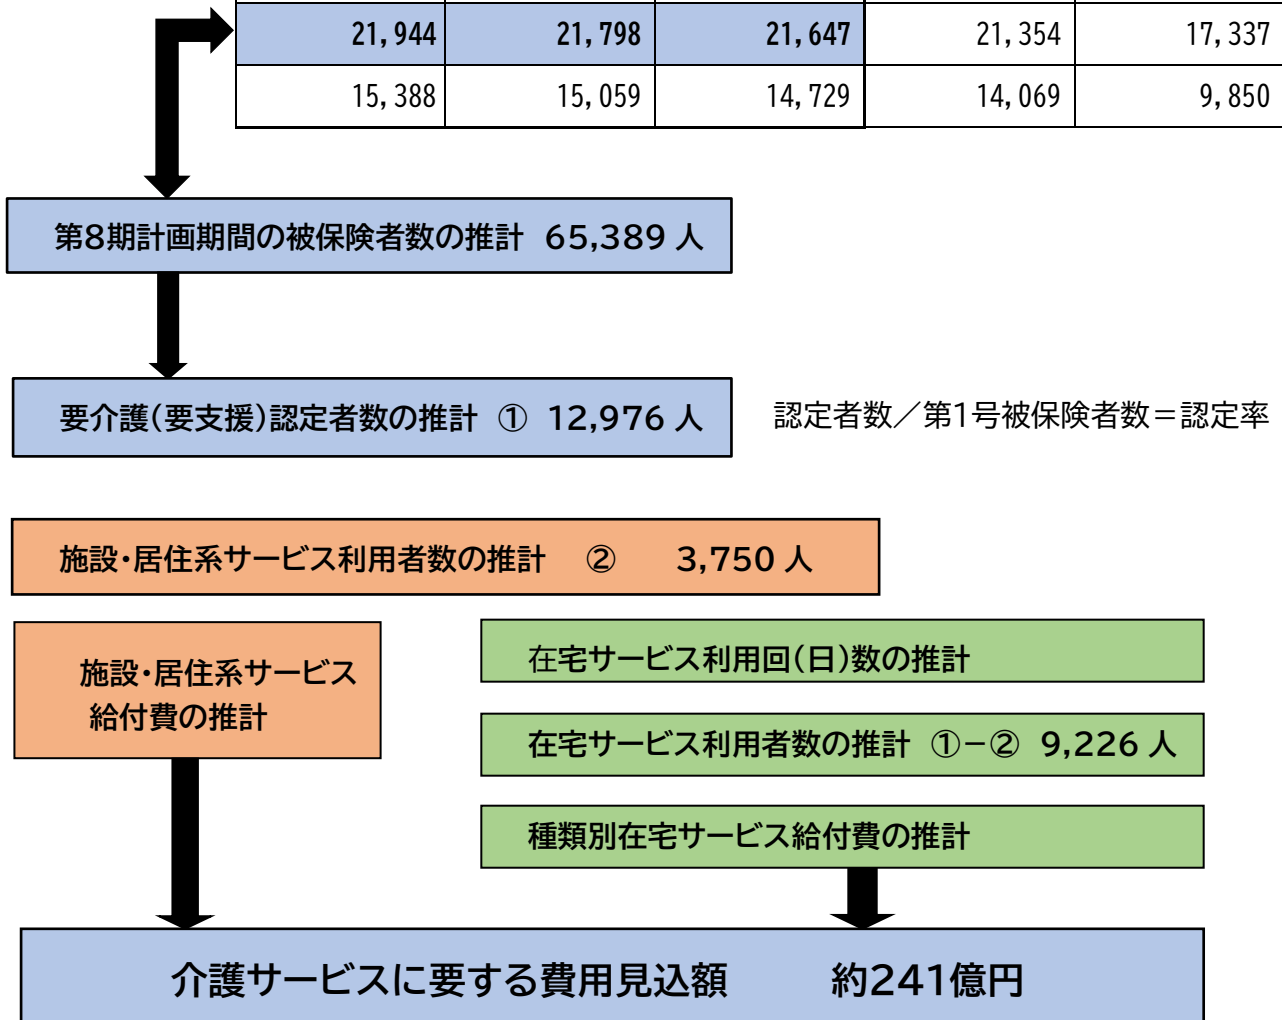 21,944 21,798 21,647 21,354 17,337
15,388 15,059 14,729 14,069 9,850
第8期計画期間の被保険者数の推計 65,389 人
要介護(要支援)認定者数の推計 ① 12,976 人
認定者数／第1号被保険者数＝認定率
施設・居住系サービス利用者数の推計 ② 3,750 人
施設・居住系サービス
給付費の推計
在宅サービス利用回(日)数の推計
在宅サービス利用者数の推計 ①－② 9,226 人
種類別在宅サービス給付費の推計
介護サービスに要する費用見込額 約241億円